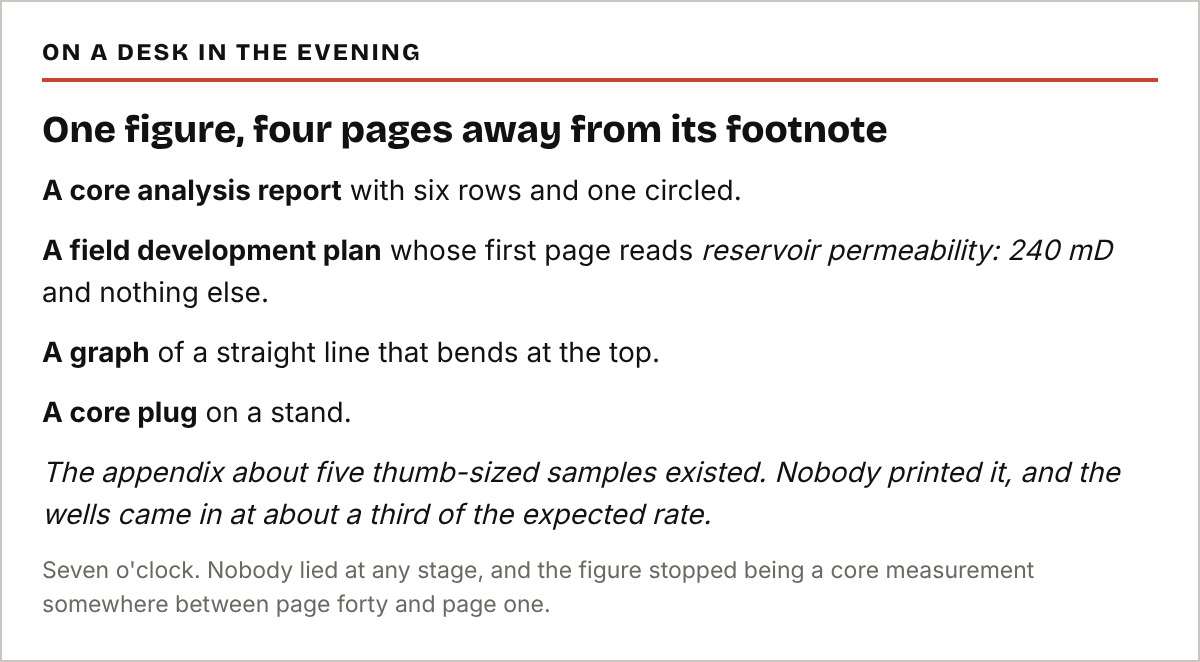 ON A DESK IN THE EVENING
One figure, four pages away from its footnote
A core analysis report with six rows and one circled.
A field development plan whose first page reads reservoir permeability: 240 mD
and nothing else.
A graph of a straight line that bends at the top.
A core plug on a stand.
The appendix about five thumb-sized samples existed. Nobody printed it, and the
wells came in at about a third of the expected rate.
Seven o'clock. Nobody lied at any stage, and the figure stopped being a core measurement
somewhere between page forty and page one.